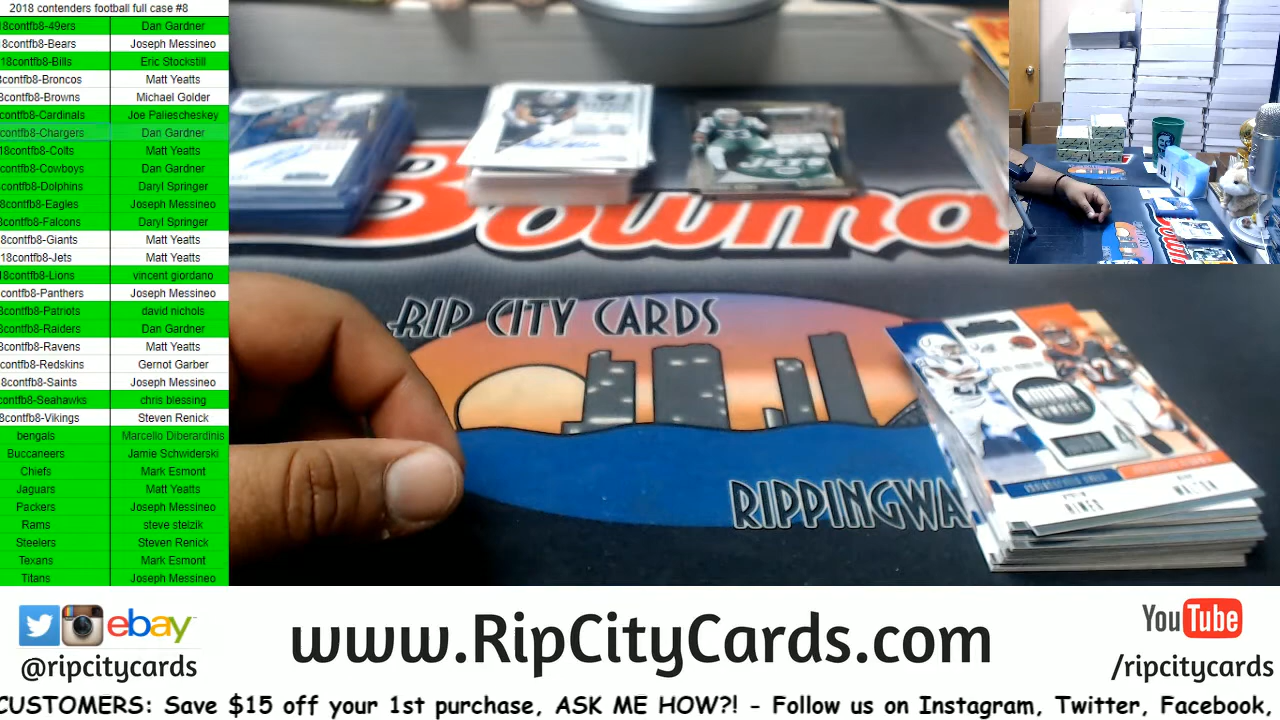 2018 contenders football full case #8
18contfb8-49ers Dan Gardner
8contfb8-Bears Joseph Messineo
18contfb8-Bills Eric Stockstill
8contfb8-Broncos Matt Yeatts
8contfb8-Browns Michael Golder
contfb8-Cardinals Joe Paliescheskey
contfb8-Chargers Dan Gardner
18contfb8-Colts Matt Yeatts
contfb8-Cowboys Dan Gardner
contfb8-Dolphins Daryl Springer
8contfb8-Eagles Joseph Messineo
8contfb8-Falcons Daryl Springer
8contfb8-Giants Matt Yeatts
18contfb8-Jets Matt Yeatts
18contfb8-Lions vincent giordano
contfb8-Panthers Joseph Messineo
8contfb8-Patriots david nichols
8contfb8-Raiders Dan Gardner
8contfb8-Ravens Matt Yeatts
contfb8-Redskins Gernot Garber
8contfb8-Saints Joseph Messineo
contfb8-Seahawks chris blessing
8contfb8-Vikings Steven Renick
bengals Marcello Diberardinis
Buccaneers Jamie Schwiderski
Chiefs Mark Esmont
Jaguars Matt Yeatts
Packers Joseph Messineo
Rams steve stelzik
Steelers Steven Renick
Texans Mark Esmont
Titans Joseph Messineo
JETS
Bowma
RIP CITY CARDS
RIPPINGWA
HINES
WALTON
ebay
@ripcitycards
www.RipCityCards.com
YouTube
/ripcitycards
CUSTOMERS: Save $15 off your 1st purchase, ASK ME HOW?! - Follow us on Instagram, Twitter, Facebook,